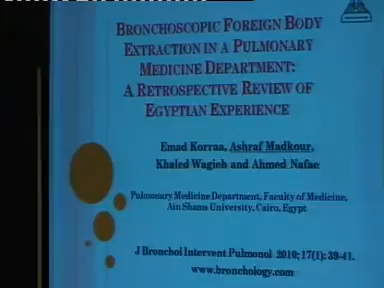 BRONCHOSCOPIC FOREIGN BODY
EXTRACTION IN A PULMONARY
MEDICINE DEPARTMENT:
A RETROSPECTIVE REVIEW OF
EGYPTIAN EXPERIENCE
Emad Korraa, Ashraf Madkour,
Khaled Wagieh and Ahmed Nafae
Pulmonary Medicine Department, Faculty of Medicine,
Ain Shams University, Cairo, Egypt
J Bronchol Intervent Pulmonol 2010; 17(1): 39-41.
www.bronchology.com